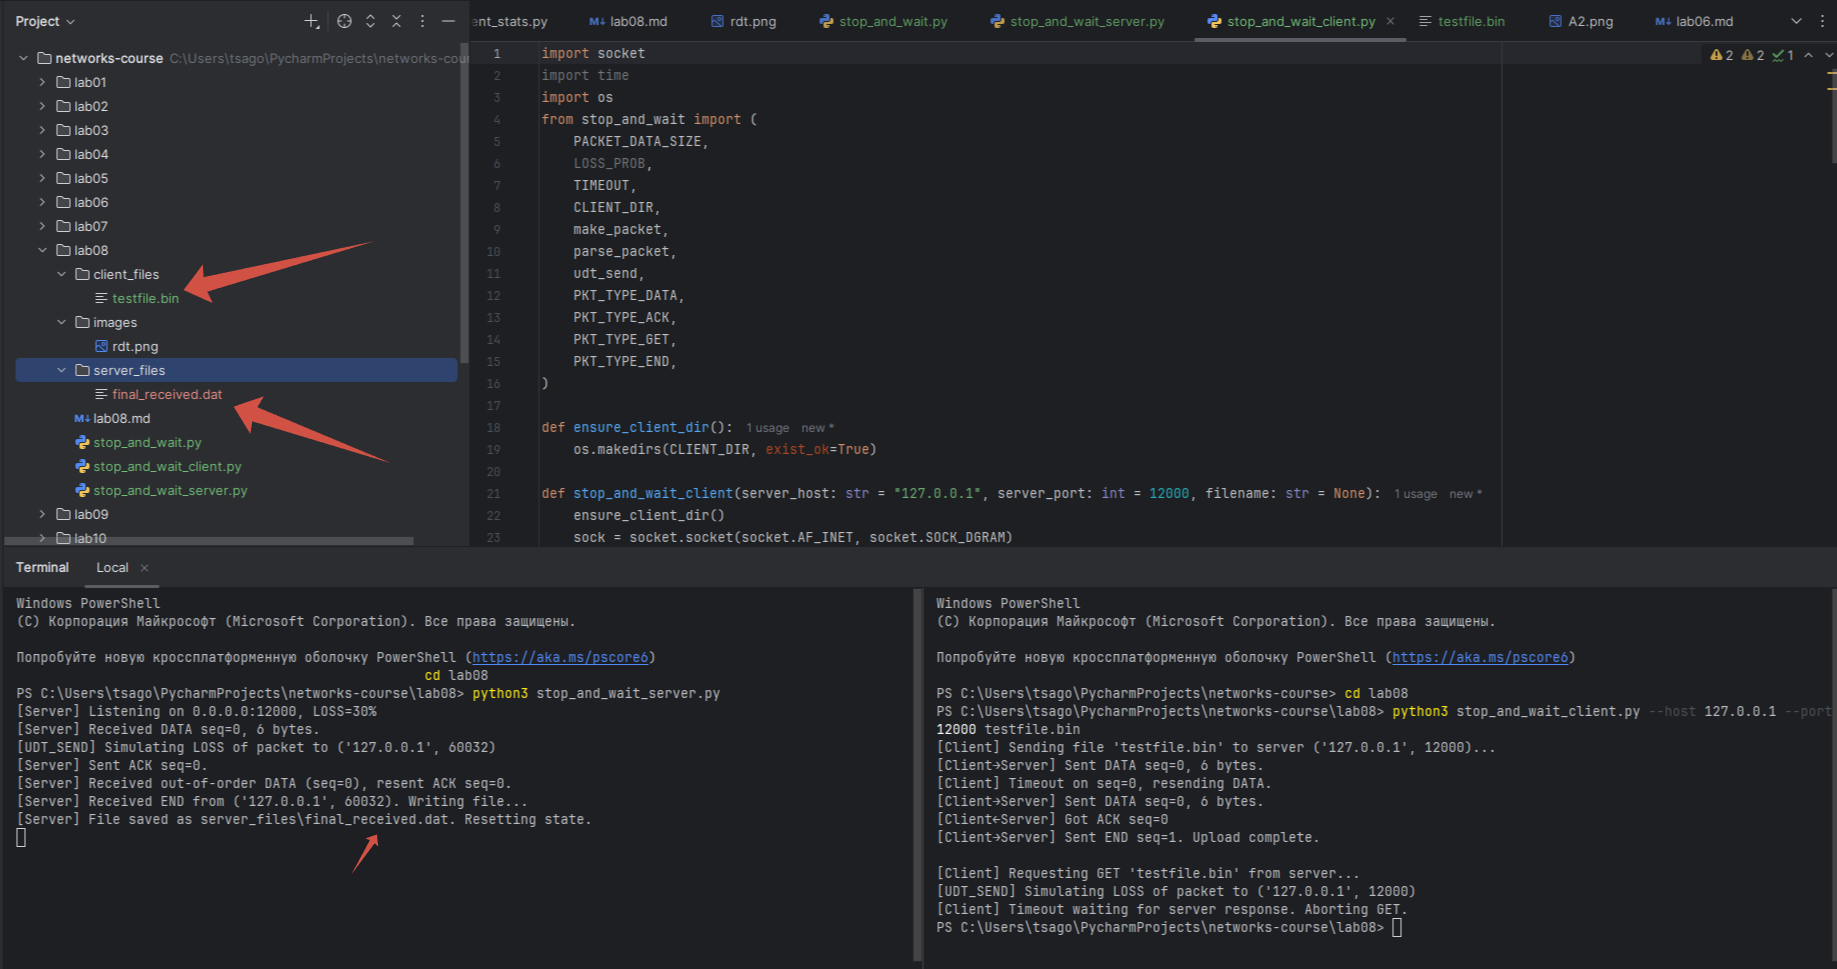 Project
ent_stats.py
lab08.md
rdt.png
stop_and_wait.py
stop_and_wait_server.py
stop_and_wait_client.py
testfile.bin
A2.png
lab06.md
networks-course C:\Users\tsago\PycharmProjects\networks-cou
lab01
lab02
lab03
lab04
lab05
lab06
lab07
lab08
client_files
testfile.bin
images
rdt.png
server_files
final_received.dat
lab08.md
stop_and_wait.py
stop_and_wait_client.py
stop_and_wait_server.py
lab09
lab10
2 2 1
1 import socket
2 import time
3 import os
4 from stop_and_wait import (
5 PACKET_DATA_SIZE,
6 LOSS_PROB,
7 TIMEOUT,
8 CLIENT_DIR,
9 make_packet,
10 parse_packet,
11 udt_send,
12 PKT_TYPE_DATA,
13 PKT_TYPE_ACK,
14 PKT_TYPE_GET,
15 PKT_TYPE_END,
16 )
17
18 def ensure_client_dir(): 1 usage new *
19 os.makedirs(CLIENT_DIR, exist_ok=True)
20
21 def stop_and_wait_client(server_host: str = "127.0.0.1", server_port: int = 12000, filename: str = None): 1 usage new *
22 ensure_client_dir()
23 sock = socket.socket(socket.AF_INET, socket.SOCK_DGRAM)
Terminal Local
Windows PowerShell
(C) Корпорация Майкрософт (Microsoft Corporation). Все права защищены.
Попробуйте новую кроссплатформенную оболочку PowerShell (https://aka.ms/pscore6)
cd lab08
PS C:\Users\tsago\PycharmProjects\networks-course\lab08> python3 stop_and_wait_server.py
[Server] Listening on 0.0.0.0:12000, LOSS=30%
[Server] Received DATA seq=0, 6 bytes.
[UDT_SEND] Simulating LOSS of packet to ('127.0.0.1', 60032)
[Server] Sent ACK seq=0.
[Server] Received out-of-order DATA (seq=0), resent ACK seq=0.
[Server] Received END from ('127.0.0.1', 60032). Writing file...
[Server] File saved as server_files\final_received.dat. Resetting state.
Windows PowerShell
(C) Корпорация Майкрософт (Microsoft Corporation). Все права защищены.
Попробуйте новую кроссплатформенную оболочку PowerShell (https://aka.ms/pscore6)
PS C:\Users\tsago\PycharmProjects\networks-course> cd lab08
PS C:\Users\tsago\PycharmProjects\networks-course\lab08> python3 stop_and_wait_client.py --host 127.0.0.1 --port
12000 testfile.bin
[Client] Sending file 'testfile.bin' to server ('127.0.0.1', 12000)...
[Client→Server] Sent DATA seq=0, 6 bytes.
[Client] Timeout on seq=0, resending DATA.
[Client→Server] Sent DATA seq=0, 6 bytes.
[Client←Server] Got ACK seq=0
[Client→Server] Sent END seq=1. Upload complete.
[Client] Requesting GET 'testfile.bin' from server...
[UDT_SEND] Simulating LOSS of packet to ('127.0.0.1', 12000)
[Client] Timeout waiting for server response. Aborting GET.
PS C:\Users\tsago\PycharmProjects\networks-course\lab08>